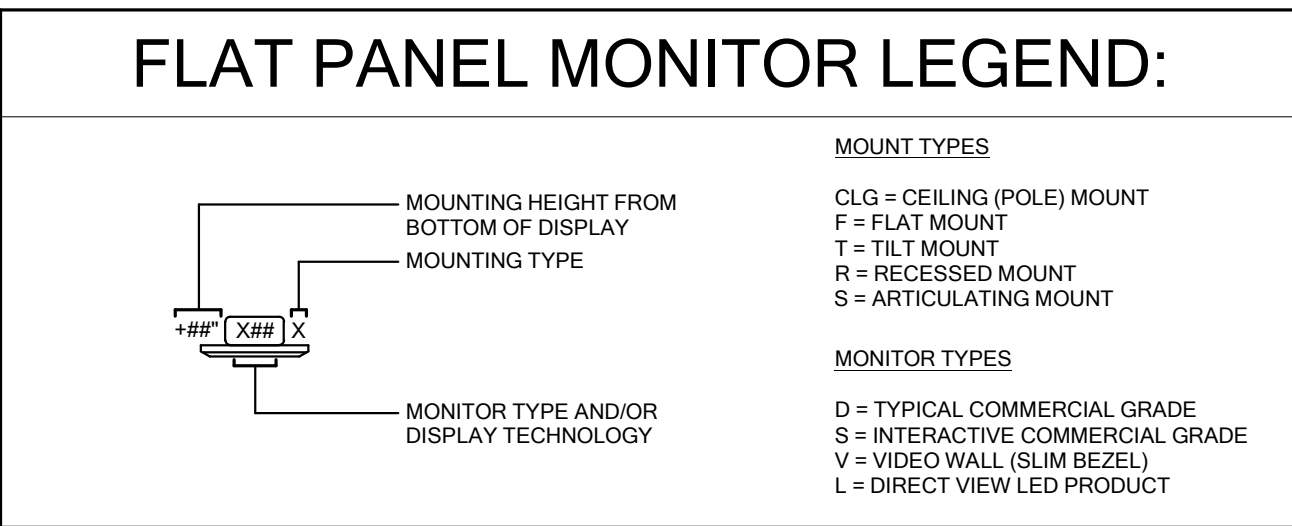 FLAT PANEL MONITOR LEGEND:
MOUNTING HEIGHT FROM
BOTTOM OF DISPLAY
MOUNTING TYPE
+##" X## X
MONITOR TYPE AND/OR
DISPLAY TECHNOLOGY
MOUNT TYPES
CLG = CEILING (POLE) MOUNT
F = FLAT MOUNT
T = TILT MOUNT
R = RECESSED MOUNT
S = ARTICULATING MOUNT
MONITOR TYPES
D = TYPICAL COMMERCIAL GRADE
S = INTERACTIVE COMMERCIAL GRADE
V = VIDEO WALL (SLIM BEZEL)
L = DIRECT VIEW LED PRODUCT